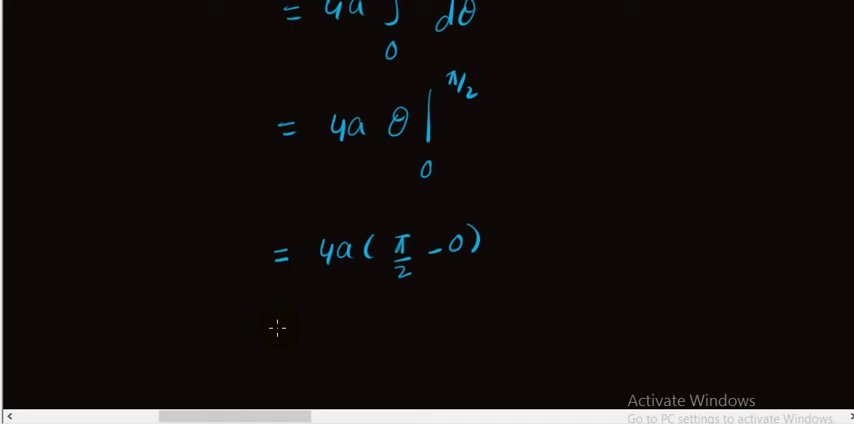 = 4a ∫₀ dθ
= 4a θ |₀^π/2
= 4a ( π/2 - 0 )
Activate Windows
Go to PC settings to activate Windows.